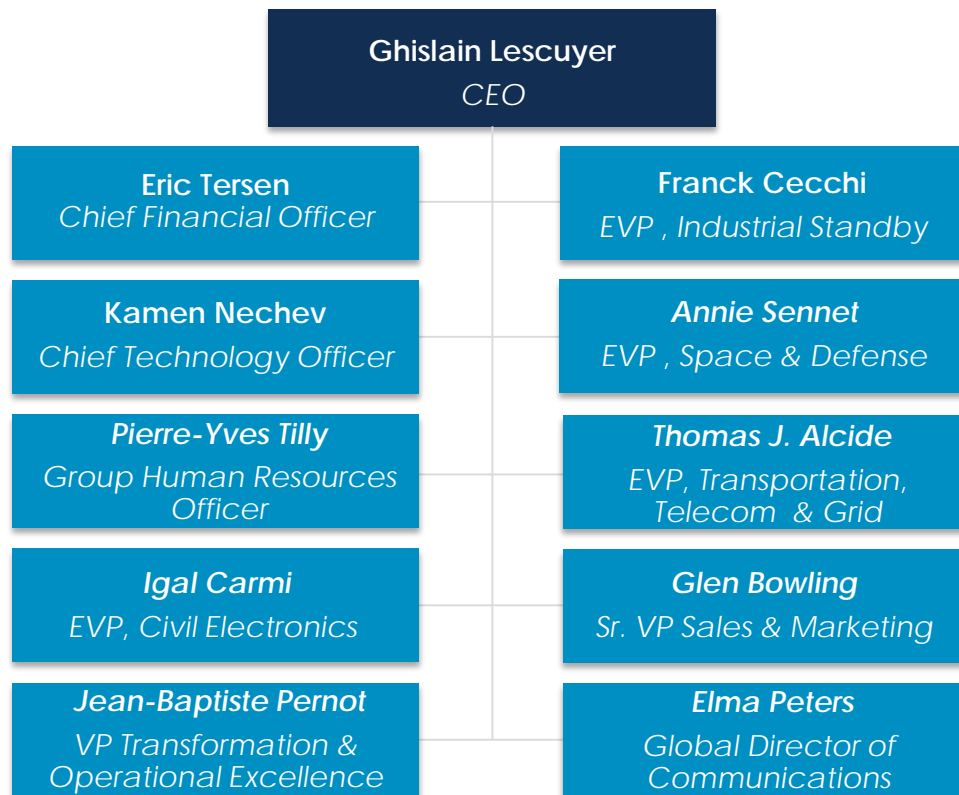 Ghislain Lescuyer
CEO
Eric Tersen
Chief Financial Officer
Franck Cecchi
EVP , Industrial Standby
Kamen Nechev
Chief Technology Officer
Annie Sennet
EVP , Space & Defense
Pierre-Yves Tilly
Group Human Resources
Officer
Thomas J. Alcide
EVP, Transportation,
Telecom & Grid
Igal Carmi
EVP, Civil Electronics
Glen Bowling
Sr. VP Sales & Marketing
Jean-Baptiste Pernot
VP Transformation &
Operational Excellence
Elma Peters
Global Director of
Communications